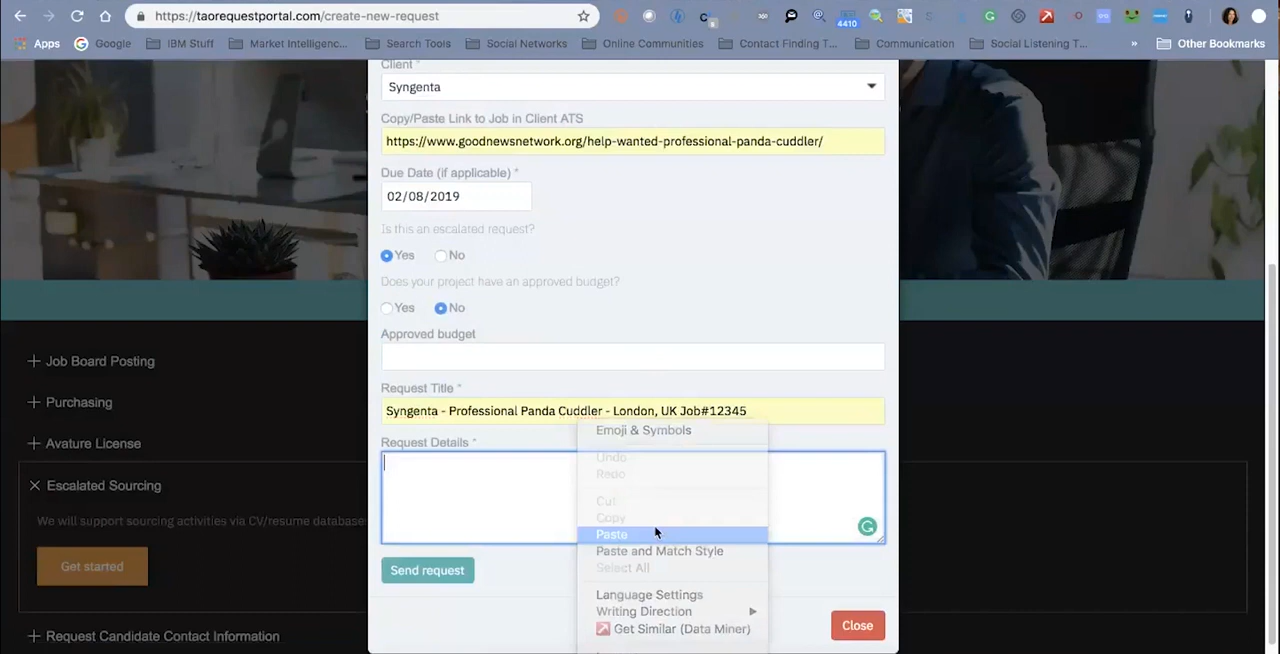 https://taorequestportal.com/create-new-request
4410
Apps
Google
IBM Stuff
Market Intelligenc...
Search Tools
Social Networks
Online Communities
Contact Finding T...
Communication
Social Listening T...
»
Other Bookmarks
Client *
Syngenta
Copy/Paste Link to Job in Client ATS
https://www.goodnewsnetwork.org/help-wanted-professional-panda-cuddler/
Due Date (if applicable) *
02/08/2019
Is this an escalated request?
Yes No
Does your project have an approved budget?
Yes No
Approved budget
Request Title *
Syngenta - Professional Panda Cuddler - London, UK Job#12345
Request Details *
Emoji & Symbols
Undo
Redo
Cut
Copy
Paste
Paste and Match Style
Select All
Language Settings
Writing Direction
Get Similar (Data Miner)
Send request
Close
Job Board Posting
Purchasing
Avature License
Escalated Sourcing
We will support sourcing activities via CV/resume database
Get started
Request Candidate Contact Information